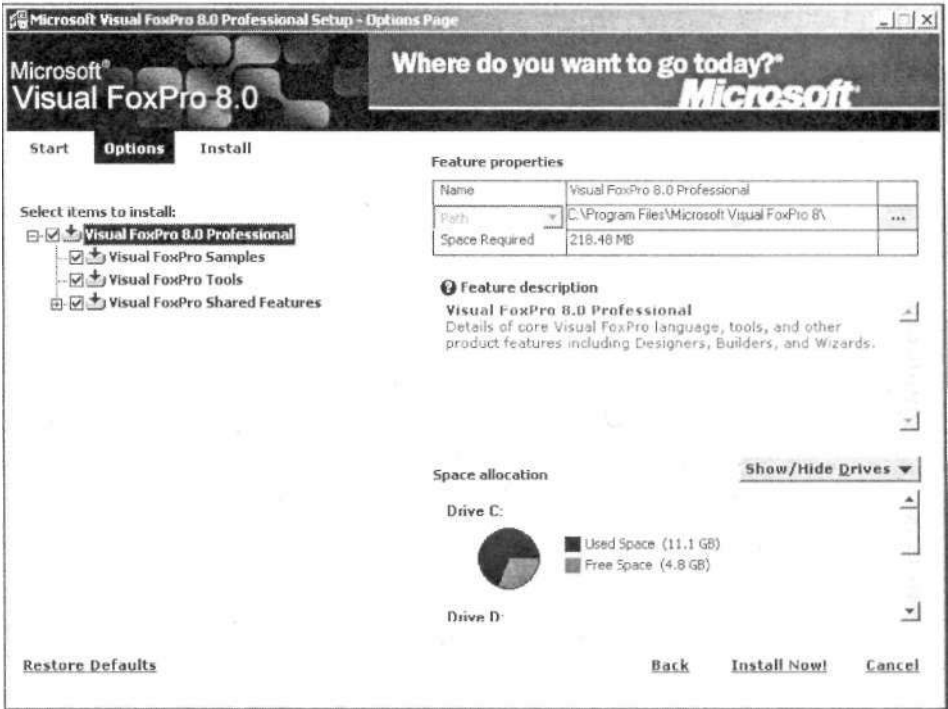 Microsoft Visual FoxPro 8.0 Professional Setup - Options Page
Microsoft®
Visual FoxPro 8.0
Where do you want to go today?®
Microsoft
Start Options Install
Select items to install:
Visual FoxPro 8.0 Professional
Visual FoxPro Samples
Visual FoxPro Tools
Visual FoxPro Shared Features
Feature properties
Name Visual FoxPro 8.0 Professional
Path C:\Program Files\Microsoft Visual FoxPro 8\ ...
Space Required 218.48 MB
Feature description
Visual FoxPro 8.0 Professional
Details of core Visual FoxPro language, tools, and other
product features including Designers, Builders, and Wizards.
Space allocation
Show/Hide Drives
Drive C:
Used Space (11.1 GB)
Free Space (4.8 GB)
Drive D:
Restore Defaults Back Install Now! Cancel